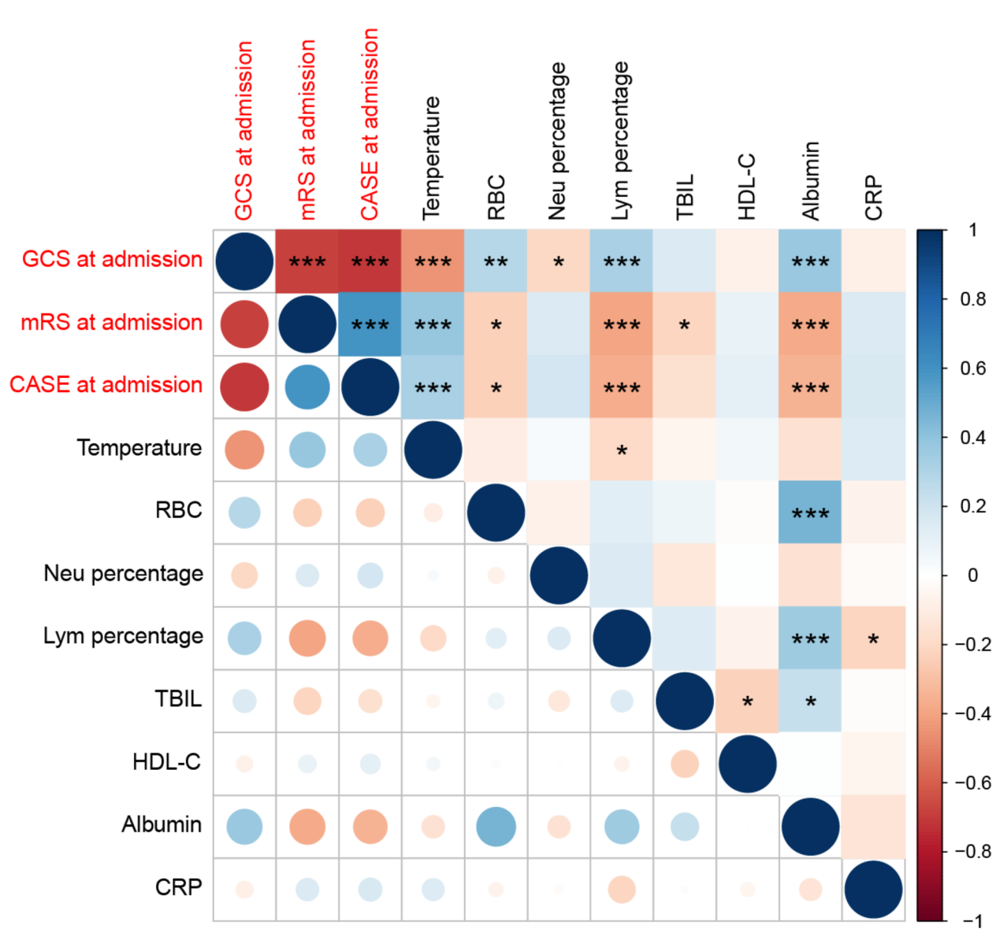 GCS at admission
mRS at admission
CASE at admission
Temperature
RBC
Neu percentage
Lym percentage
TBIL
HDL-C
Albumin
CRP
GCS at admission *** *** *** ** * *** ***
mRS at admission *** *** * *** * ***
CASE at admission *** * *** ***
Temperature *
RBC ***
Neu percentage
Lym percentage *** *
TBIL * *
HDL-C
Albumin
CRP
1
0.8
0.6
0.4
0.2
0
−0.2
−0.4
−0.6
−0.8
−1